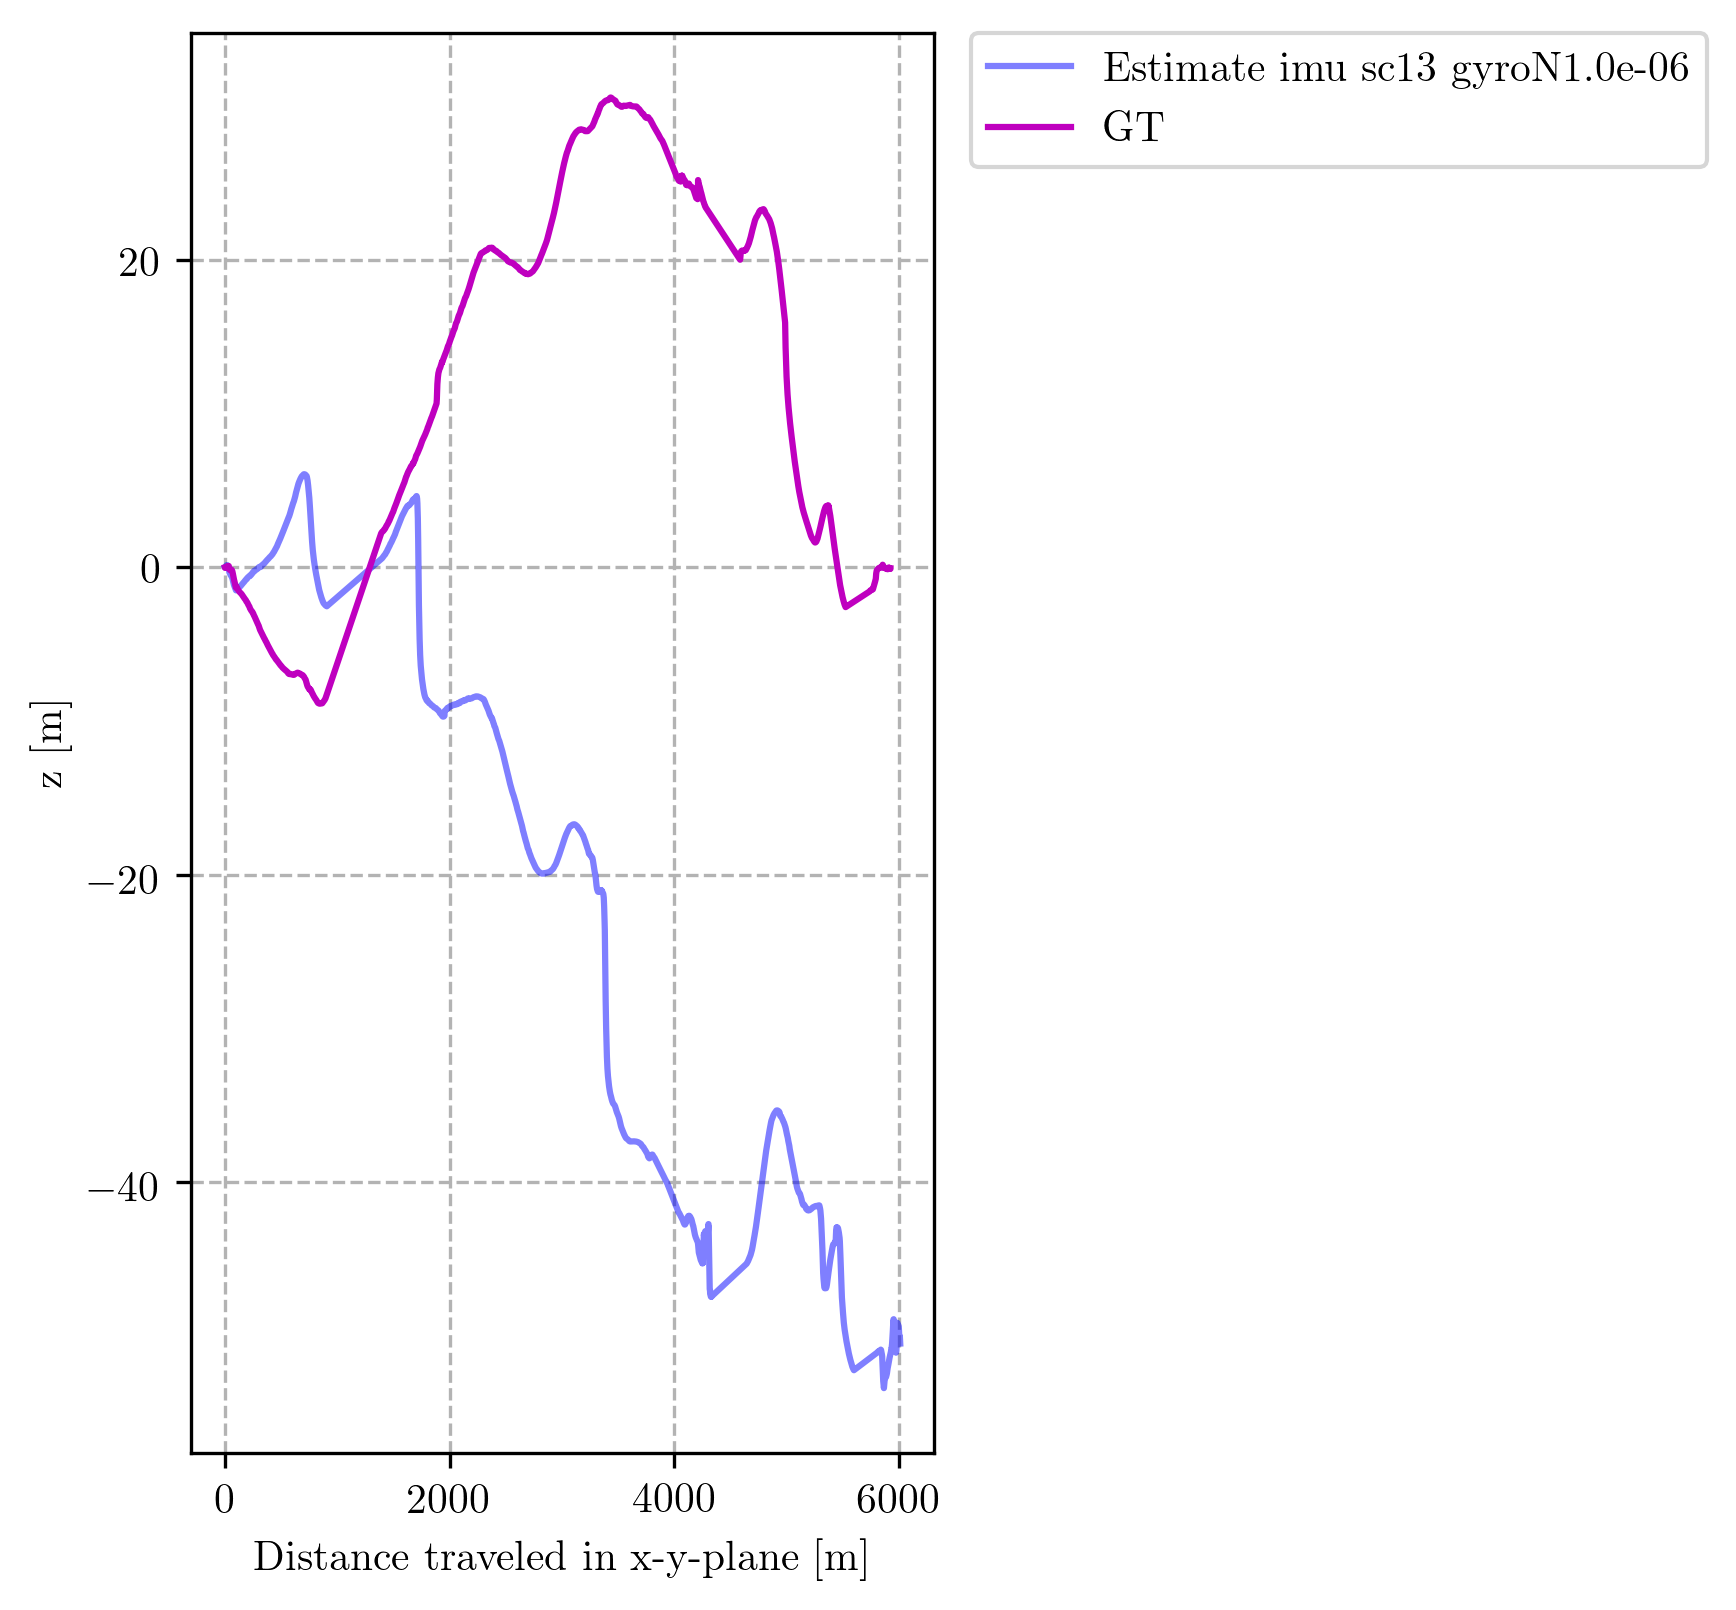 Estimate imu sc13 gyroN1.0e-06
GT
20
0
−20
−40
z [m]
0 2000 4000 6000
Distance traveled in x-y-plane [m]